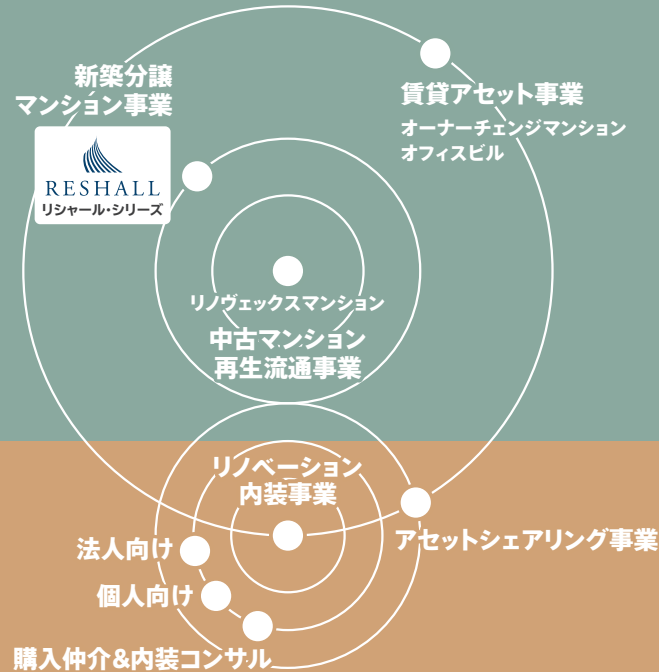 新築分譲
マンション事業
RESHALL
リシャール・シリーズ
賃貸アセット事業
オーナーチェンジマンション
オフィスビル
リノヴェックスマンション
中古マンション
再生流通事業
リノベーション
内装事業
アセットシェアリング事業
法人向け
個人向け
購入仲介&内装コンサル